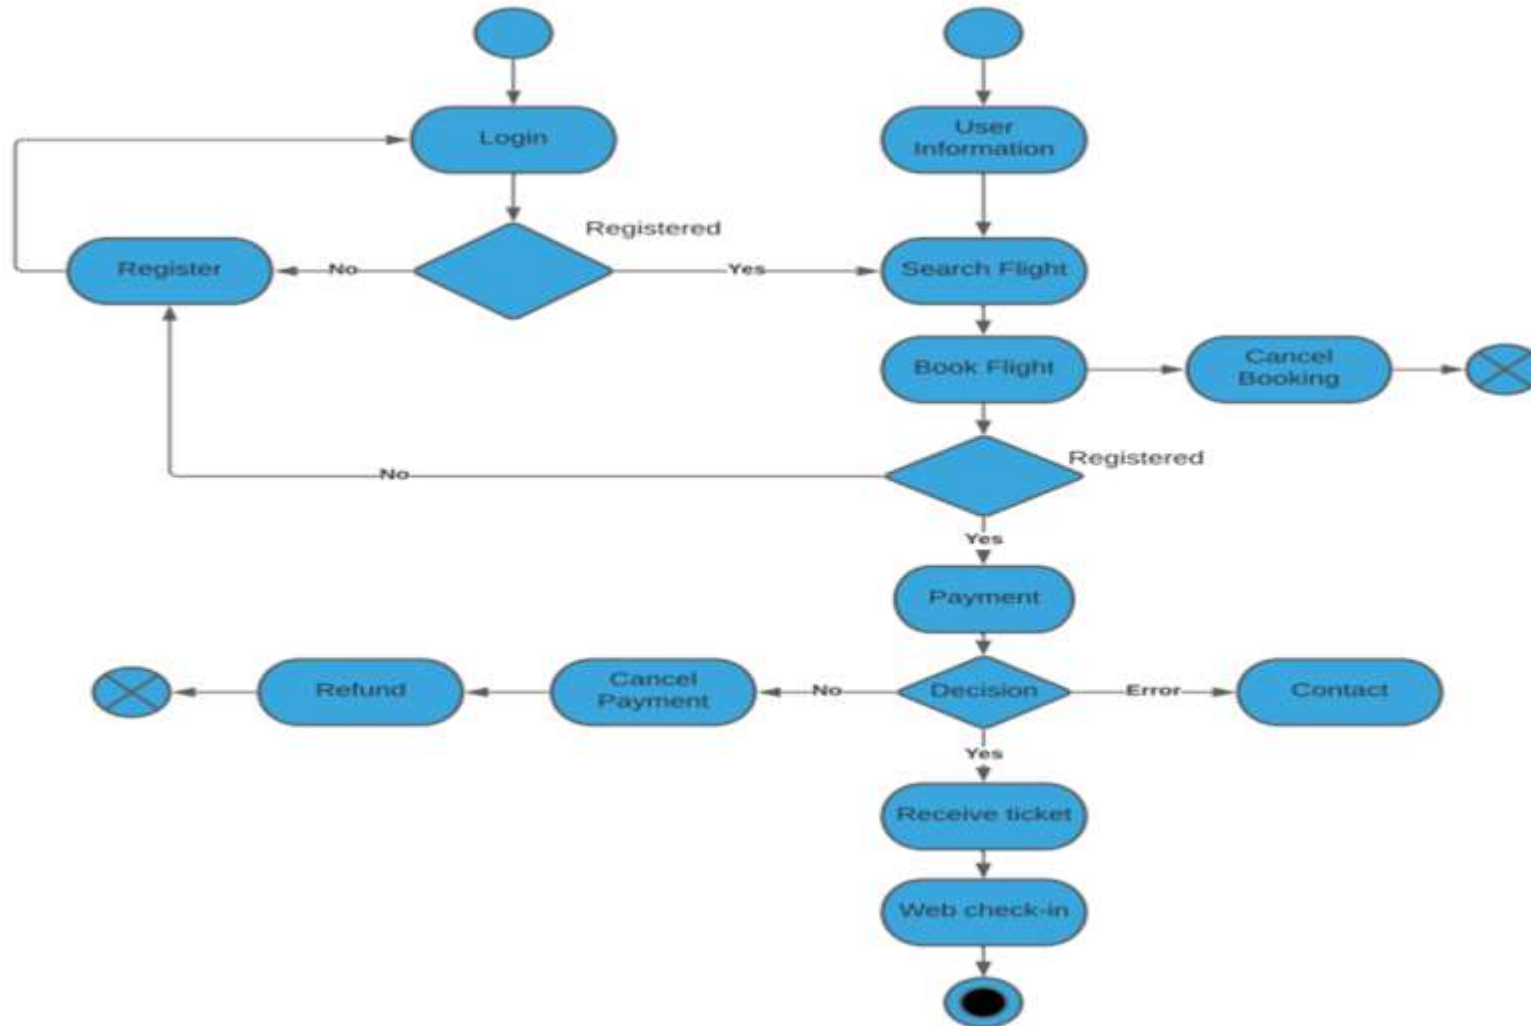 Login
User
Information
Registered
Register
No
Yes
Search Flight
Book Flight
Cancel
Booking
Registered
No
Yes
Payment
Refund
Cancel
Payment
No
Decision
Error
Contact
Yes
Receive ticket
Web check-in